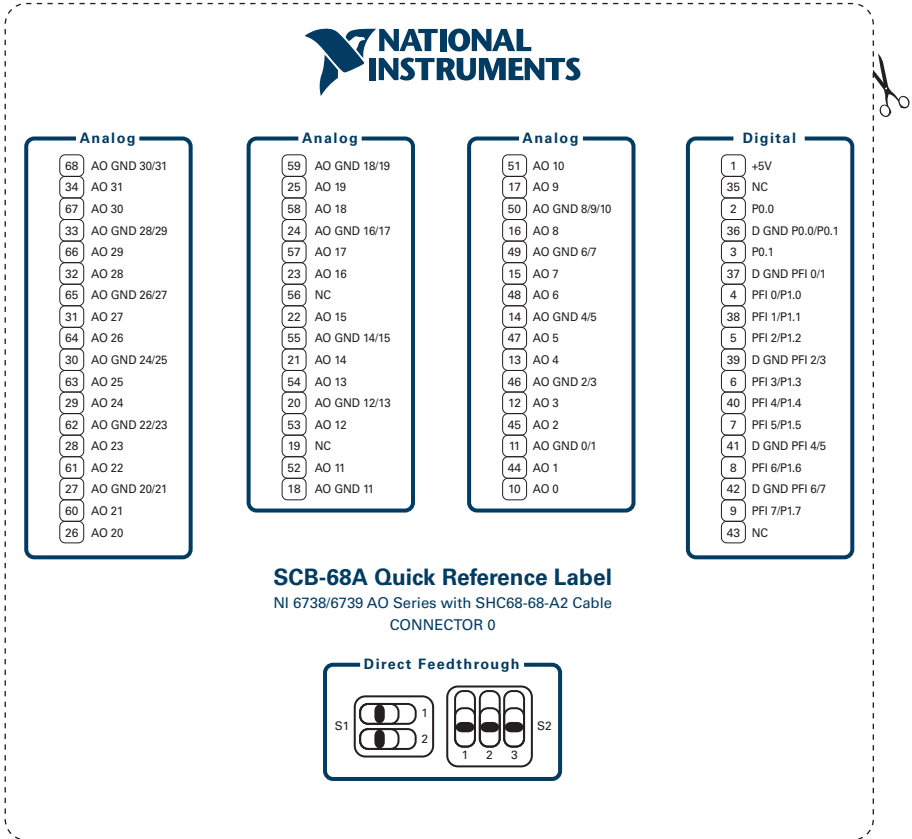 NATIONAL
INSTRUMENTS
Analog
68 AO GND 30/31
34 AO 31
67 AO 30
33 AO GND 28/29
66 AO 29
32 AO 28
65 AO GND 26/27
31 AO 27
64 AO 26
30 AO GND 24/25
63 AO 25
29 AO 24
62 AO GND 22/23
28 AO 23
61 AO 22
27 AO GND 20/21
60 AO 21
26 AO 20
Analog
59 AO GND 18/19
25 AO 19
58 AO 18
24 AO GND 16/17
57 AO 17
23 AO 16
56 NC
22 AO 15
55 AO GND 14/15
21 AO 14
54 AO 13
20 AO GND 12/13
53 AO 12
19 NC
52 AO 11
18 AO GND 11
Analog
51 AO 10
17 AO 9
50 AO GND 8/9/10
16 AO 8
49 AO GND 6/7
15 AO 7
48 AO 6
14 AO GND 4/5
47 AO 5
13 AO 4
46 AO GND 2/3
12 AO 3
45 AO 2
11 AO GND 0/1
44 AO 1
10 AO 0
Digital
1 +5V
35 NC
2 P0.0
36 D GND P0.0/P0.1
3 P0.1
37 D GND PFI 0/1
4 PFI 0/P1.0
38 PFI 1/P1.1
5 PFI 2/P1.2
39 D GND PFI 2/3
6 PFI 3/P1.3
40 PFI 4/P1.4
7 PFI 5/P1.5
41 D GND PFI 4/5
8 PFI 6/P1.6
42 D GND PFI 6/7
9 PFI 7/P1.7
43 NC
SCB-68A Quick Reference Label
NI 6738/6739 AO Series with SHC68-68-A2 Cable
CONNECTOR 0
Direct Feedthrough
S1 1
2
S2
1 2 3